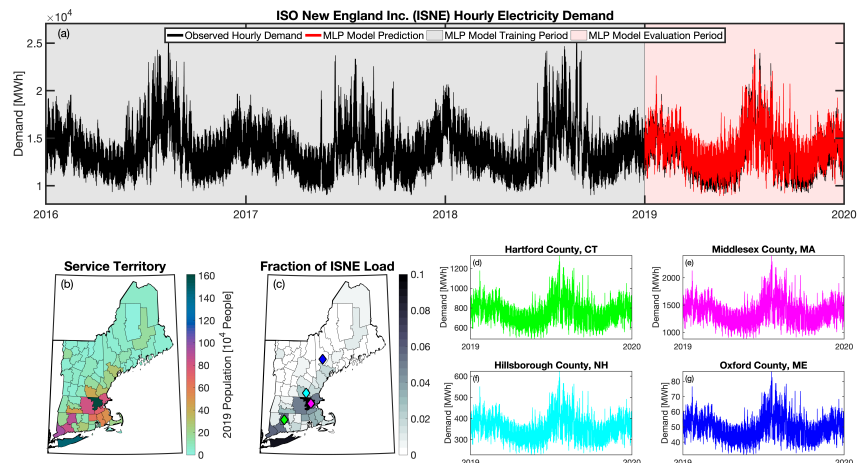 ISO New England Inc. (ISNE) Hourly Electricity Demand
×10⁴
(a)
Observed Hourly Demand MLP Model Prediction MLP Model Training Period MLP Model Evaluation Period
Demand [MWh]
2.5
2
1.5
1
2016 2017 2018 2019 2020
Service Territory
(b)
160
140
120
100
80
60
40
20
0
2019 Population [10⁴ People]
Fraction of ISNE Load
(c)
0.1
0.08
0.06
0.04
0.02
0
Hartford County, CT
(d)
Demand [MWh]
1200
1000
800
600
2019 2020
Middlesex County, MA
(e)
Demand [MWh]
2000
1500
1000
2019 2020
Hillsborough County, NH
(f)
Demand [MWh]
600
500
400
300
2019 2020
Oxford County, ME
(g)
Demand [MWh]
80
60
40
2019 2020